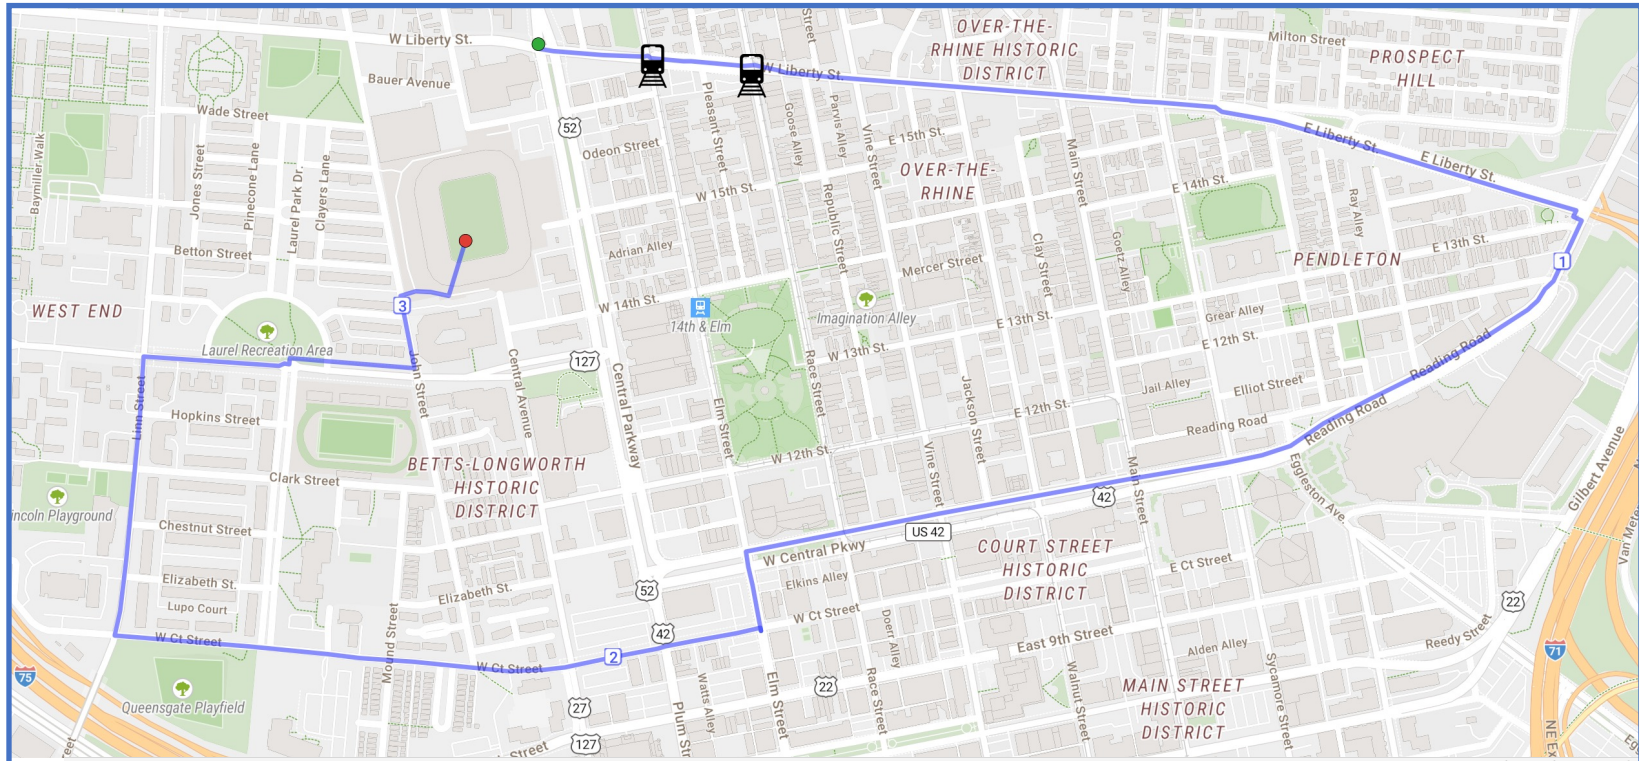 W Liberty St.
OVER-THE-
RHINE HISTORIC
DISTRICT
Milton Street
PROSPECT
HILL
Bauer Avenue
W Liberty St.
Street
Wade Street
Pleasant Street
Goose Alley
Parvis Alley
Vine Street
E 15th St.
52
Odeon Street
Main Street
E Liberty St.
E Liberty St.
Baymiller Walk
Jones Street
Pinecone Lane
Laurel Park Dr.
Clayers Lane
W 15th St.
Republic Street
OVER-THE-
RHINE
E 14th St.
Ray Alley
Betton Street
Adrian Alley
Mercer Street
Clay Street
Goetz Alley
PENDLETON
E 13th St.
1
WEST END
3
W 14th St.
14th & Elm
Imagination Alley
E 13th St.
Grear Alley
E 12th St.
Laurel Recreation Area
127
W 13th St.
Race Street
Reading Road
John Street
Central Avenue
Central Parkway
Elm Street
Jackson Street
Jail Alley
Elliot Street
Linn Street
Hopkins Street
E 12th St.
Reading Road
Reading Road
BETTS-LONGWORTH
HISTORIC
DISTRICT
W 12th St.
Vine Street
Main Street
Eggleston Ave.
Gilbert Avenue
Clark Street
42
incoln Playground
Chestnut Street
US 42
W Central Pkwy
COURT STREET
HISTORIC
DISTRICT
Van Mete
Elizabeth St.
Elizabeth St.
52
Elkins Alley
E Ct Street
Lupo Court
W Ct Street
22
W Ct Street
Mound Street
42
Doerr Alley
East 9th Street
Alden Alley
Reedy Street
W Ct Street
2
71
75
Queensgate Playfield
22
Watts Alley
Elm Street
Race Street
Walnut Street
MAIN STREET
HISTORIC
DISTRICT
Sycamore Street
27
Plum St
127
Street
reet
NE Ex
Eg